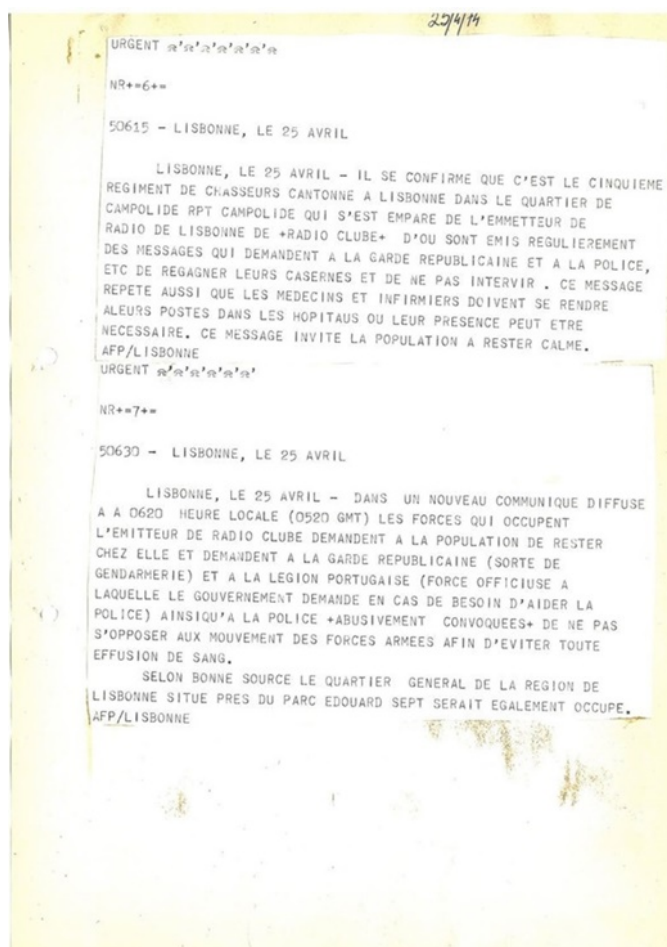 25/4/74
URGENT
NR+=6+=
50615 - LISBONNE, LE 25 AVRIL
LISBONNE, LE 25 AVRIL - IL SE CONFIRME QUE C'EST LE CINQUIEME
REGIMENT DE CHASSEURS CANTONNE A LISBONNE DANS LE QUARTIER DE
CAMPOLIDE RPT CAMPOLIDE QUI S'EST EMPARE DE L'EMMETTEUR DE
RADIO DE LISBONNE DE +RADIO CLUBE+ D'OU SONT EMIS REGULIEREMENT
DES MESSAGES QUI DEMANDENT A LA GARDE REPUBLICAINE ET A LA POLICE,
ETC DE REGAGNER LEURS CASERNES ET DE NE PAS INTERVIR . CE MESSAGE
REPETE AUSSI QUE LES MEDECINS ET INFIRMIERS DOIVENT SE RENDRE
ALEURS POSTES DANS LES HOPITAUS OU LEUR PRESENCE PEUT ETRE
NECESSAIRE. CE MESSAGE INVITE LA POPULATION A RESTER CALME.
AFP/LISBONNE
URGENT
NR+=7+=
50630 - LISBONNE, LE 25 AVRIL
LISBONNE, LE 25 AVRIL - DANS UN NOUVEAU COMMUNIQUE DIFFUSE
A A 0620 HEURE LOCALE (0520 GMT) LES FORCES QUI OCCUPENT
L'EMITTEUR DE RADIO CLUBE DEMANDENT A LA POPULATION DE RESTER
CHEZ ELLE ET DEMANDENT A LA GARDE REPUBLICAINE (SORTE DE
GENDARMERIE) ET A LA LEGION PORTUGAISE (FORCE OFFICIUSE A
LAQUELLE LE GOUVERNEMENT DEMANDE EN CAS DE BESOIN D'AIDER LA
POLICE) AINSIQU'A LA POLICE +ABUSIVEMENT CONVOQUEES+ DE NE PAS
S'OPPOSER AUX MOUVEMENT DES FORCES ARMEES AFIN D'EVITER TOUTE
EFFUSION DE SANG.
SELON BONNE SOURCE LE QUARTIER GENERAL DE LA REGION DE
LISBONNE SITUE PRES DU PARC EDOUARD SEPT SERAIT EGALEMENT OCCUPE.
AFP/LISBONNE